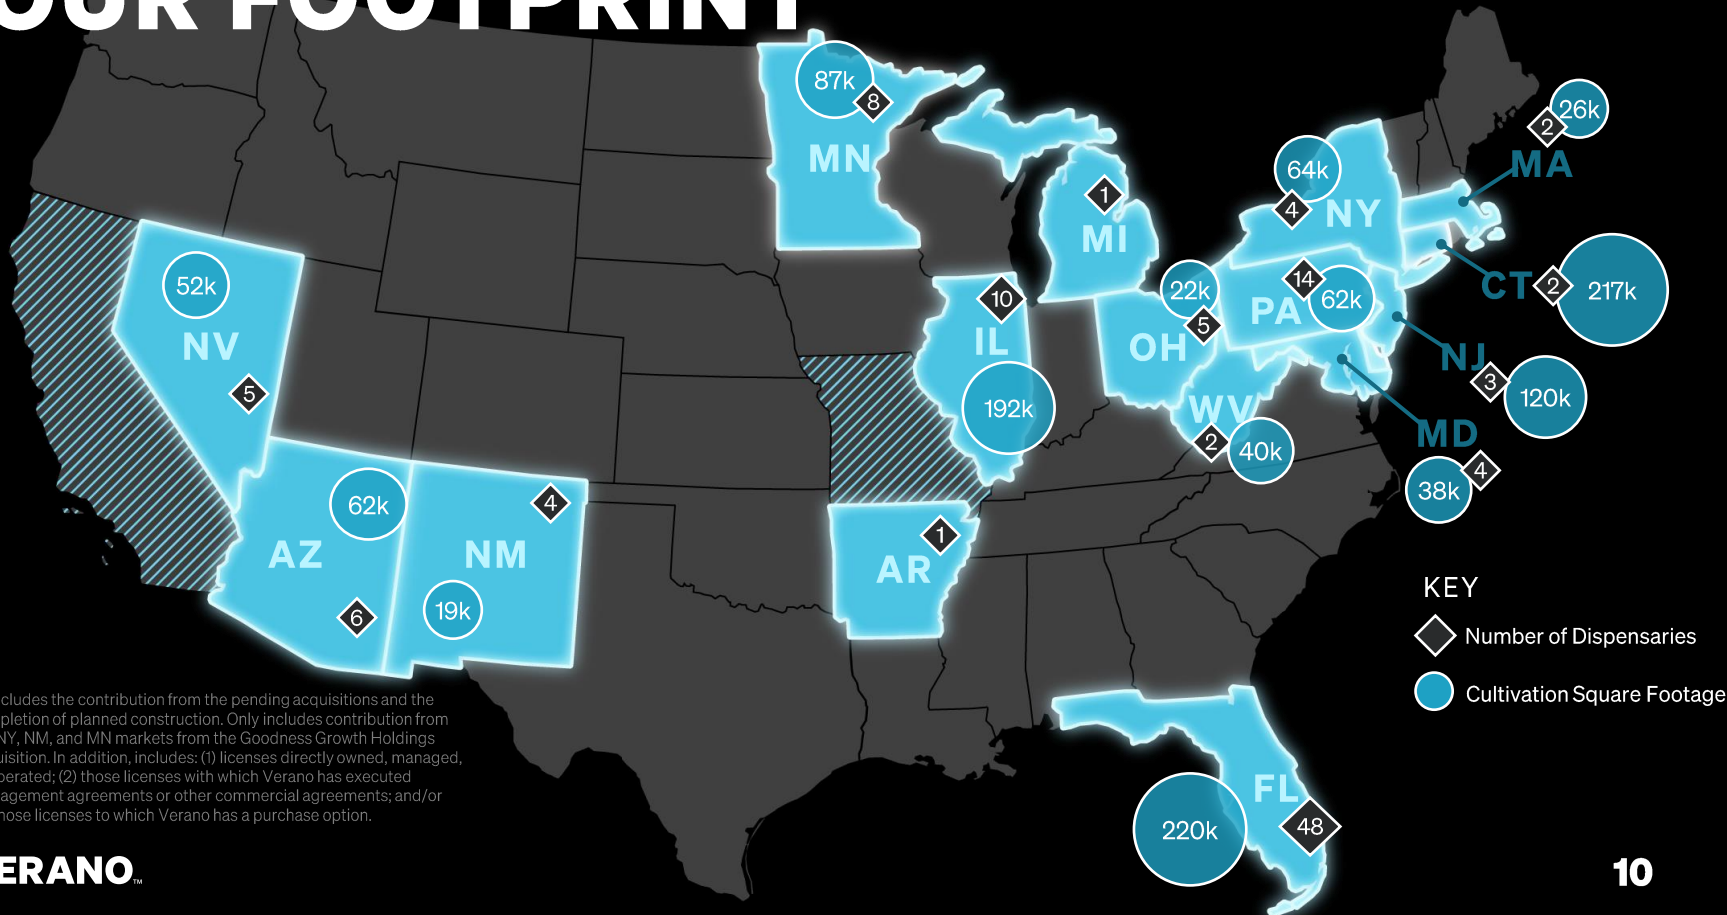 OUR FOOTPRINT
87k
8
MN
26k
2
MA
64k
4
NY
1
MI
52k
NV
5
10
IL
192k
22k
5
OH
14
62k
PA
CT
2
217k
NJ
3
120k
WV
2
40k
MD
4
38k
62k
AZ
6
4
NM
19k
1
AR
FL
48
220k
KEY
Number of Dispensaries
Cultivation Square Footage
cludes the contribution from the pending acquisitions and the
pletion of planned construction. Only includes contribution from
NY, NM, and MN markets from the Goodness Growth Holdings
uisition. In addition, includes: (1) licenses directly owned, managed,
perated; (2) those licenses with which Verano has executed
agement agreements or other commercial agreements; and/or
hose licenses to which Verano has a purchase option.
ERANO™
10